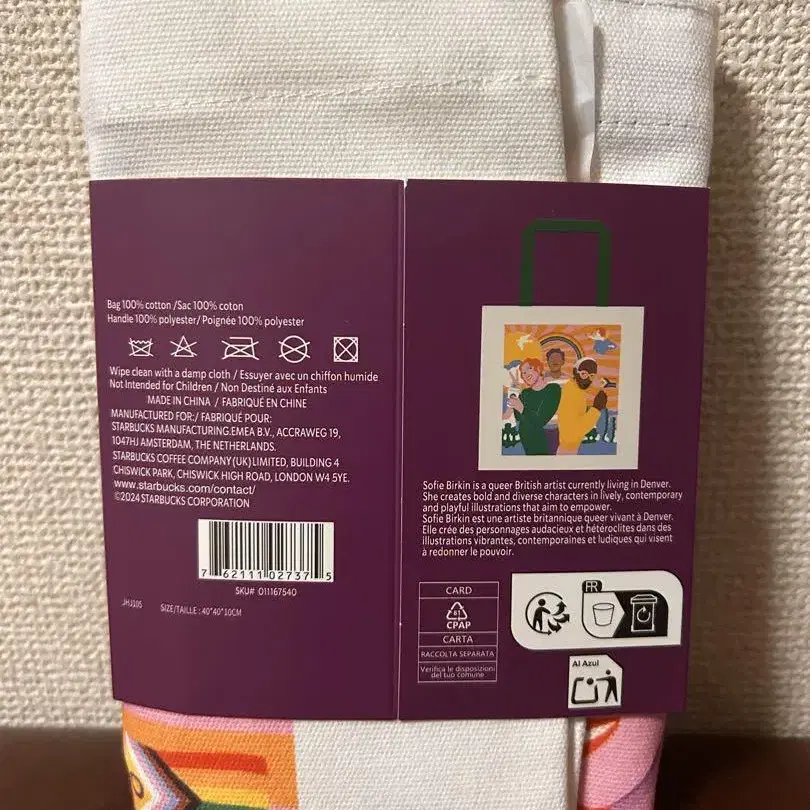 Bag 100% cotton /Sac 100% coton
Handle 100% polyester/ Poignée 100% polyester
Wipe clean with a damp cloth / Essuyer avec un chiffon humide
Not Intended for Children / Non Destiné aux Enfants
MADE IN CHINA / FABRIQUÉ EN CHINE
MANUFACTURED FOR:/ FABRIQUÉ POUR:
STARBUCKS MANUFACTURING.EMEA B.V., ACCRAWEG 19,
1047HJ AMSTERDAM, THE NETHERLANDS.
STARBUCKS COFFEE COMPANY(UK)LIMITED, BUILDING 4
CHISWICK PARK, CHISWICK HIGH ROAD, LONDON W4 5YE.
www.starbucks.com/contact/
©2024 STARBUCKS CORPORATION
7 62111 02737 5
SKU# 011167540
JHJ105 SIZE/TAILLE : 40*40*10CM
Sofie Birkin is a queer British artist currently living in Denver.
She creates bold and diverse characters in lively, contemporary
and playful illustrations that aim to empower.
Sofie Birkin est une artiste britannique queer vivant à Denver.
Elle crée des personnages audacieux et hétéroclites dans des
illustrations vibrantes, contemporaines et ludiques qui visent
à redonner le pouvoir.
CARD
81
CPAP
CARTA
RACCOLTA SEPARATA
Verifica le disposizioni
del tuo comune
FR
Al Azul